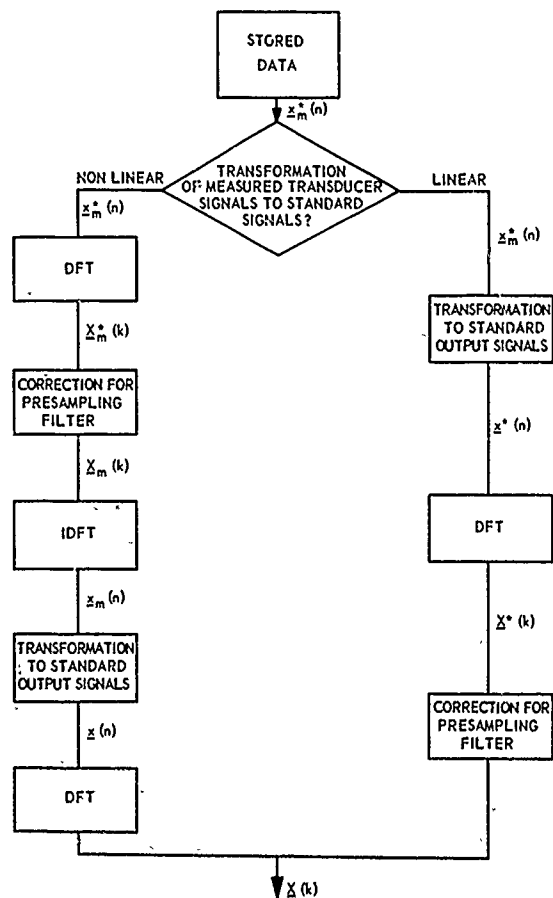 STORED
DATA
x*m(n)
TRANSFORMATION
OF MEASURED TRANSDUCER
SIGNALS TO STANDARD
SIGNALS?
NON LINEAR
x*m(n)
DFT
X*m(k)
CORRECTION FOR
PRESAMPLING
FILTER
Xm(k)
IDFT
xm(n)
TRANSFORMATION
TO STANDARD
OUTPUT SIGNALS
x(n)
DFT
LINEAR
x*m(n)
TRANSFORMATION
TO STANDARD
OUTPUT SIGNALS
x*(n)
DFT
X*(k)
CORRECTION FOR
PRESAMPLING
FILTER
X(k)